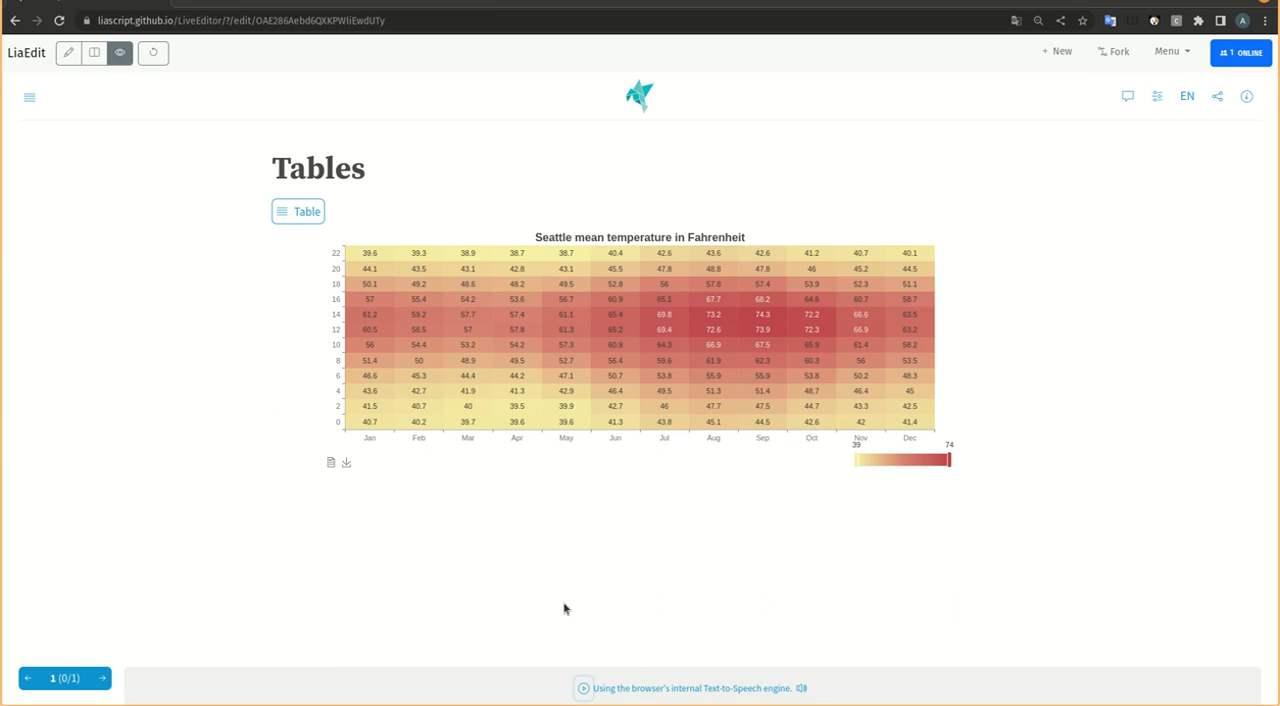 liascript.github.io/LiveEditor/?/edit/OAE286Aebd6QXKPWliEwdUTy
A
LiaEdit
+ New
Fork
Menu
1 ONLINE
EN
Tables
Table
Seattle mean temperature in Fahrenheit
22 39.6 39.3 38.9 38.7 38.7 40.4 42.6 43.6 42.6 41.2 40.7 40.1
20 44.1 43.5 43.1 42.8 43.1 45.5 47.8 48.8 47.8 46 45.2 44.5
18 50.1 49.2 48.6 48.2 49.5 52.8 56 57.8 57.4 53.9 52.3 51.1
16 57 55.4 54.2 53.6 56.7 60.9 65.1 67.7 68.2 64.6 60.7 58.7
14 61.2 59.2 57.7 57.4 61.1 65.4 69.8 73.2 74.3 72.2 66.6 63.5
12 60.5 58.5 57 57.8 61.3 65.2 69.4 72.6 73.9 72.3 66.9 63.2
10 56 54.4 53.2 54.2 57.3 60.9 64.3 66.9 67.5 65.9 61.4 58.2
8 51.4 50 48.9 49.5 52.7 56.4 59.6 61.9 62.3 60.3 56 53.5
6 46.6 45.3 44.4 44.2 47.1 50.7 53.8 55.9 55.9 53.8 50.2 48.3
4 43.6 42.7 41.9 41.3 42.9 46.4 49.5 51.3 51.4 48.7 46.4 45
2 41.5 40.7 40 39.5 39.9 42.7 46 47.7 47.5 44.7 43.3 42.5
0 40.7 40.2 39.7 39.6 39.6 41.3 43.8 45.1 44.5 42.6 42 41.4
Jan Feb Mar Apr May Jun Jul Aug Sep Oct Nov Dec
39 74
1 (0/1)
Using the browser's internal Text-to-Speech engine.